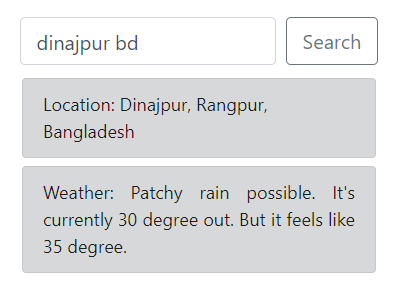 dinajpur bd Search
Location: Dinajpur, Rangpur,
Bangladesh
Weather: Patchy rain possible. It's
currently 30 degree out. But it feels like
35 degree.